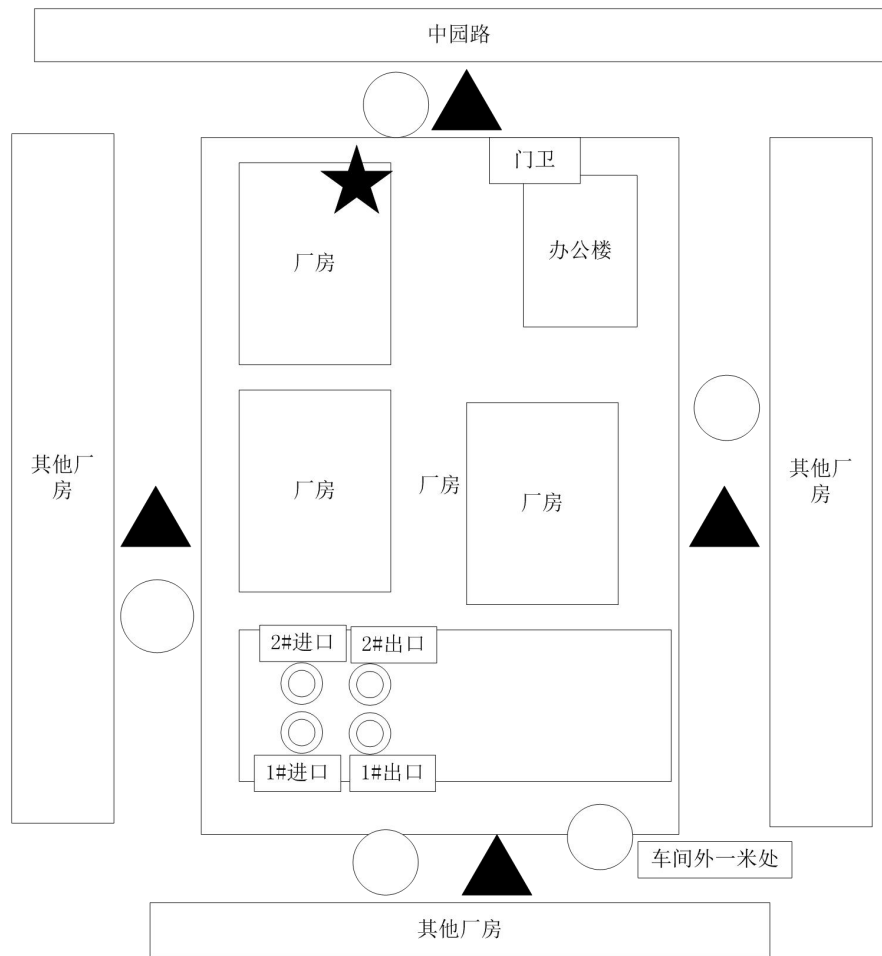 中园路
门卫
办公楼
厂房
其他厂
房
厂房
厂房
厂房
其他厂
房
2#进口
2#出口
1#进口
1#出口
车间外一米处
其他厂房